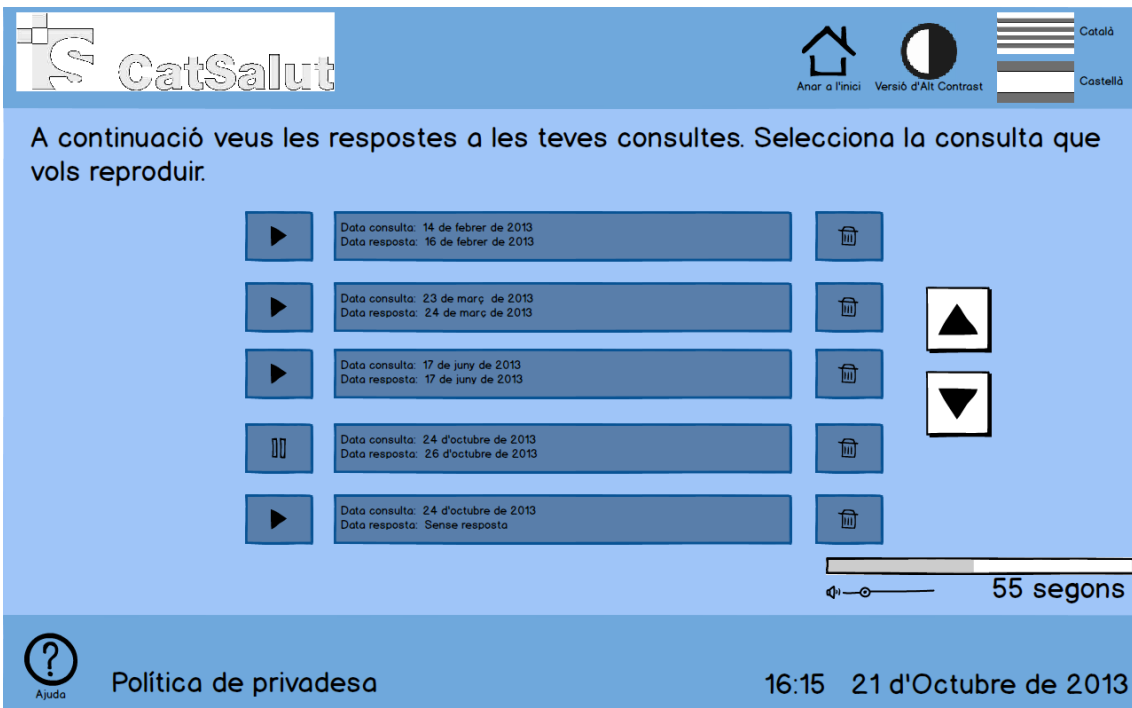 CatSalut
Anar a l'inici
Versió d'Alt Contrast
Català
Castellà
A continuació veus les respostes a les teves consultes. Selecciona la consulta que
vols reproduir.
Data consulta: 14 de febrer de 2013
Data resposta: 16 de febrer de 2013
Data consulta: 23 de març de 2013
Data resposta: 24 de març de 2013
Data consulta: 17 de juny de 2013
Data resposta: 17 de juny de 2013
Data consulta: 24 d'octubre de 2013
Data resposta: 26 d'octubre de 2013
Data consulta: 24 d'octubre de 2013
Data resposta: Sense resposta
55 segons
?
Ajuda
Política de privadesa
16:15 21 d'Octubre de 2013